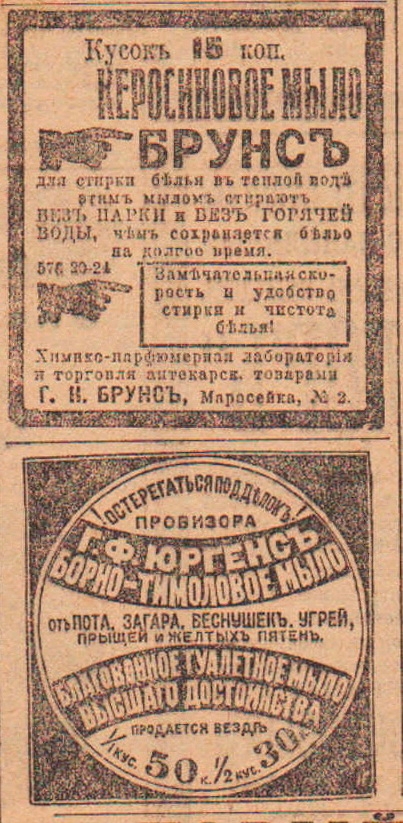 Кусокъ 15 коп.
КЕРОСИНОВОЕ МЫЛО
БРУНСЪ
для стирки бѣлья въ теплой водѣ
этимъ мыломъ стираютъ
БЕЗЪ ПАРКИ и БЕЗЪ ГОРЯЧЕЙ
ВОДЫ, чѣмъ сохраняется бѣлье
на долгое время.
576 20-24
Замѣчательная ско-
рость и удобство
стирки и чистота
бѣлья!
Химико-парфюмерная лабораторія
и торговля аптекарск. товарами
Г. И. БРУНСЪ, Маросейка, № 2.
ОСТЕРЕГАТЬСЯ ПОДДѢЛОКЪ!
ПРОВИЗОРА
Г. Ф. ЮРГЕНСЪ
БОРНО-ТИМОЛОВОЕ МЫЛО
отъ ПОТА, ЗАГАРА, ВЕСНУШЕКЪ, УГРЕЙ,
ПРЫЩЕЙ и ЖЕЛТЫХЪ ПЯТЕНЪ.
БЛАГОВОННОЕ ТУАЛЕТНОЕ МЫЛО
ВЫСШАГО ДОСТОИНСТВА
ПРОДАЕТСЯ ВЕЗДѢ
1/1 кус. 50 к. 1/2 кус. 30 к.